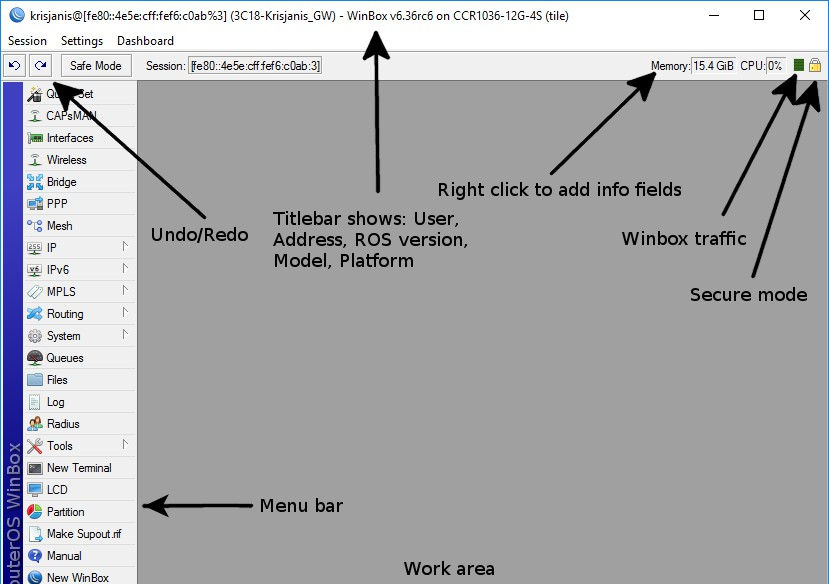 krisjanis@[fe80::4e5e:cff:fef6:c0ab%3] (3C18-Krisjanis_GW) - WinBox v6.36rc6 on CCR1036-12G-4S (tile)
Session Settings Dashboard
Safe Mode Session: [fe80::4e5e:cff:fef6:c0ab:3] Memory: 15.4 GiB CPU: 0%
Set
CAPsMAN
Interfaces
Wireless
Bridge
PPP
Mesh
IP
IPv6
MPLS
Routing
System
Queues
Files
Log
Radius
Tools
New Terminal
LCD
Partition
Make Supout.rif
Manual
New WinBox
uterOS WinBox
Undo/Redo
Titlebar shows: User,
Address, ROS version,
Model, Platform
Right click to add info fields
Winbox traffic
Secure mode
Menu bar
Work area